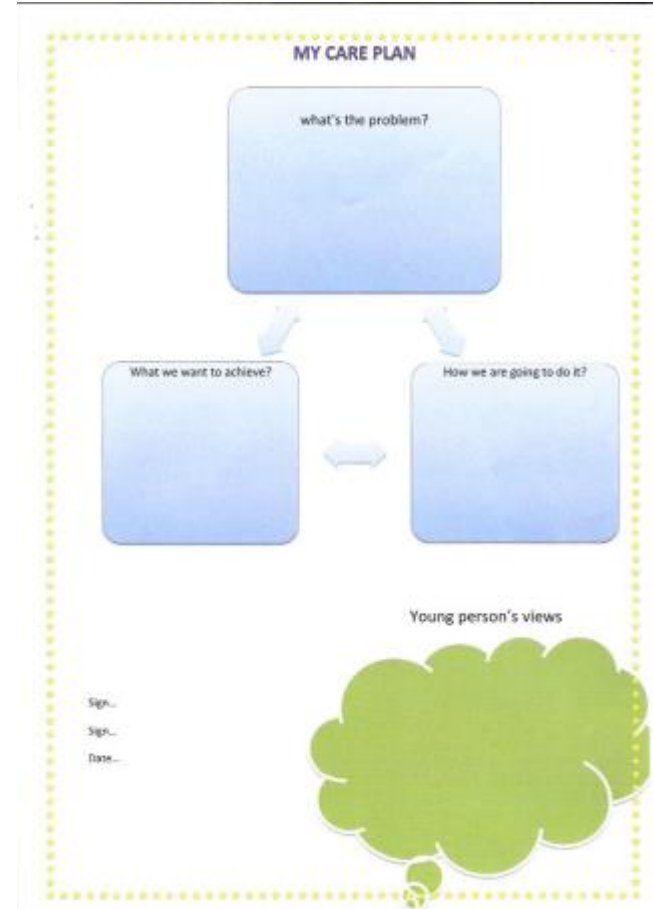 MY CARE PLAN
what's the problem?
What we want to achieve?
How we are going to do it?
Young person's views
Sign...
Sign...
Date...